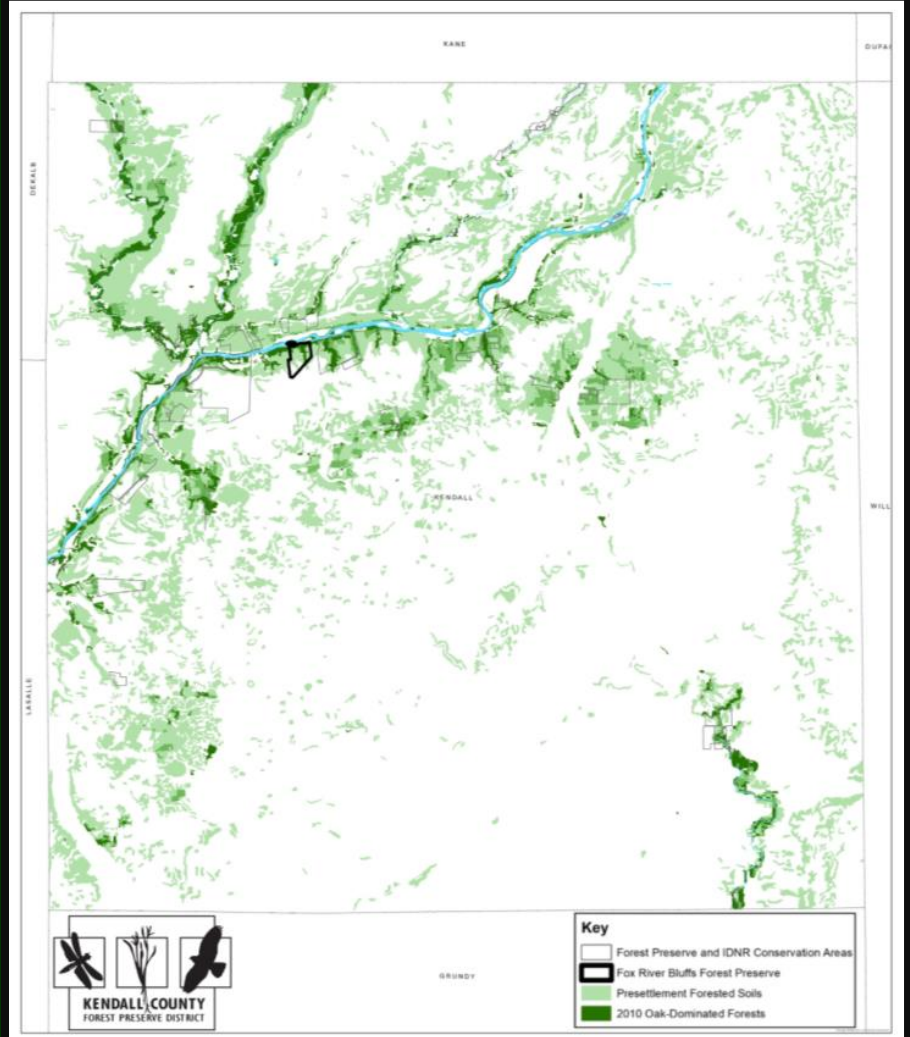 KANE
DEKALB
KENDALL
WILL
LASALLE
GRUNDY
KENDALL COUNTY
FOREST PRESERVE DISTRICT
Key
Forest Preserve and IDNR Conservation Areas
Fox River Bluffs Forest Preserve
Presettlement Forested Soils
2010 Oak-Dominated Forests